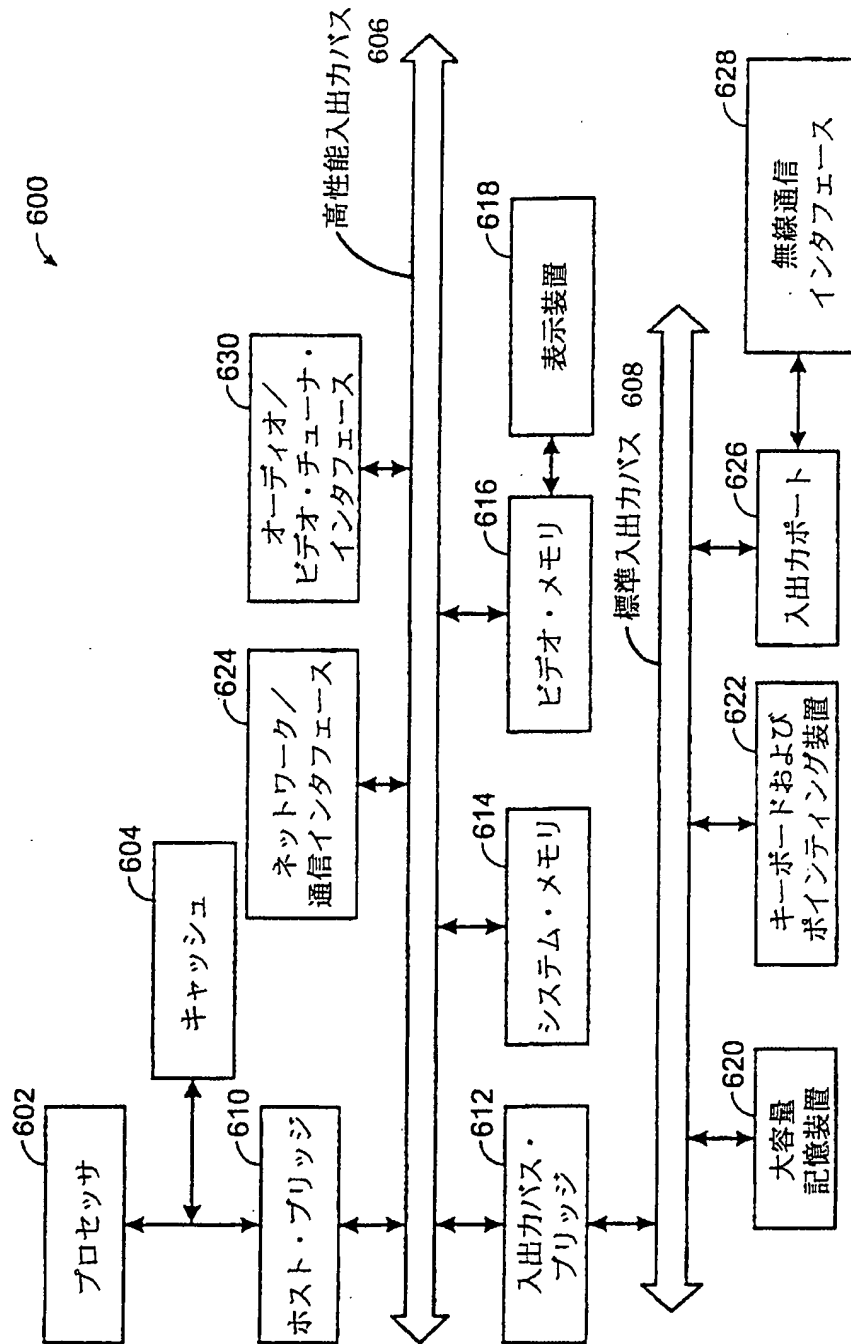 600
602
プロセッサ
604
キャッシュ
610
ホスト・ブリッジ
624
ネットワーク/
通信インタフェース
630
オーディオ/
ビデオ・チューナ・
インタフェース
高性能入出力バス
606
612
入出力バス・
ブリッジ
614
システム・メモリ
616
ビデオ・メモリ
618
表示装置
標準入出力バス 608
620
大容量
記憶装置
622
キーボードおよび
ポインティング装置
626
入出力ポート
628
無線通信
インタフェース